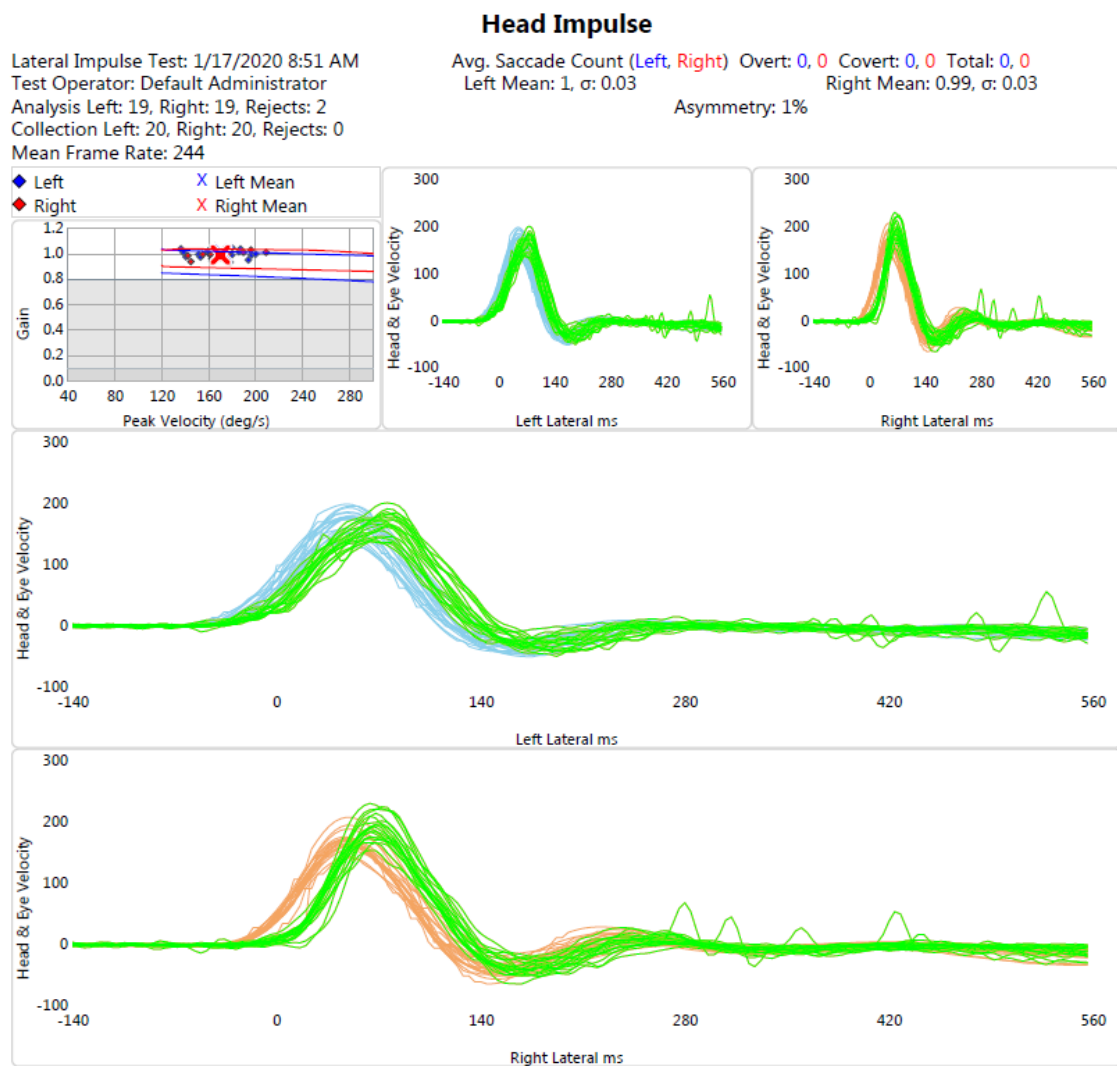 Head Impulse
Lateral Impulse Test: 1/17/2020 8:51 AM
Test Operator: Default Administrator
Analysis Left: 19, Right: 19, Rejects: 2
Collection Left: 20, Right: 20, Rejects: 0
Mean Frame Rate: 244
Avg. Saccade Count (Left, Right) Overt: 0, 0 Covert: 0, 0 Total: 0, 0
Left Mean: 1, σ: 0.03 Right Mean: 0.99, σ: 0.03
Asymmetry: 1%
Left X Left Mean
Right X Right Mean
Gain
1.2
1.0
0.8
0.6
0.4
0.2
0.0
40 80 120 160 200 240 280
Peak Velocity (deg/s)
Head & Eye Velocity
300
200
100
0
-100
-140 0 140 280 420 560
Left Lateral ms
Head & Eye Velocity
300
200
100
0
-100
-140 0 140 280 420 560
Right Lateral ms
Head & Eye Velocity
300
200
100
0
-100
-140 0 140 280 420 560
Left Lateral ms
Head & Eye Velocity
300
200
100
0
-100
-140 0 140 280 420 560
Right Lateral ms